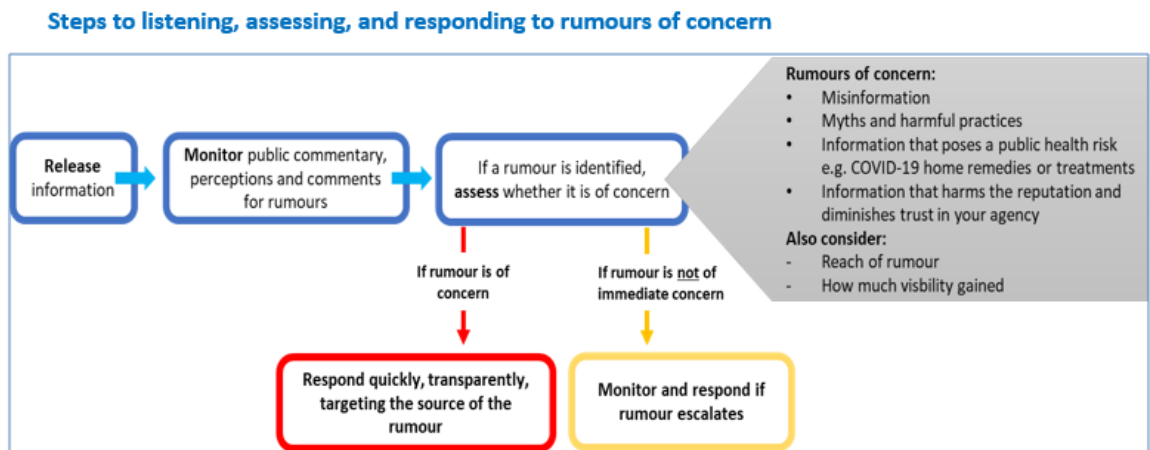 Steps to listening, assessing, and responding to rumours of concern
Release
information
Monitor public commentary,
perceptions and comments
for rumours
If a rumour is identified,
assess whether it is of concern
Rumours of concern:
• Misinformation
• Myths and harmful practices
• Information that poses a public health risk
e.g. COVID-19 home remedies or treatments
• Information that harms the reputation and
diminishes trust in your agency
Also consider:
- Reach of rumour
- How much visbility gained
If rumour is of
concern
If rumour is not of
immediate concern
Respond quickly, transparently,
targeting the source of the
rumour
Monitor and respond if
rumour escalates